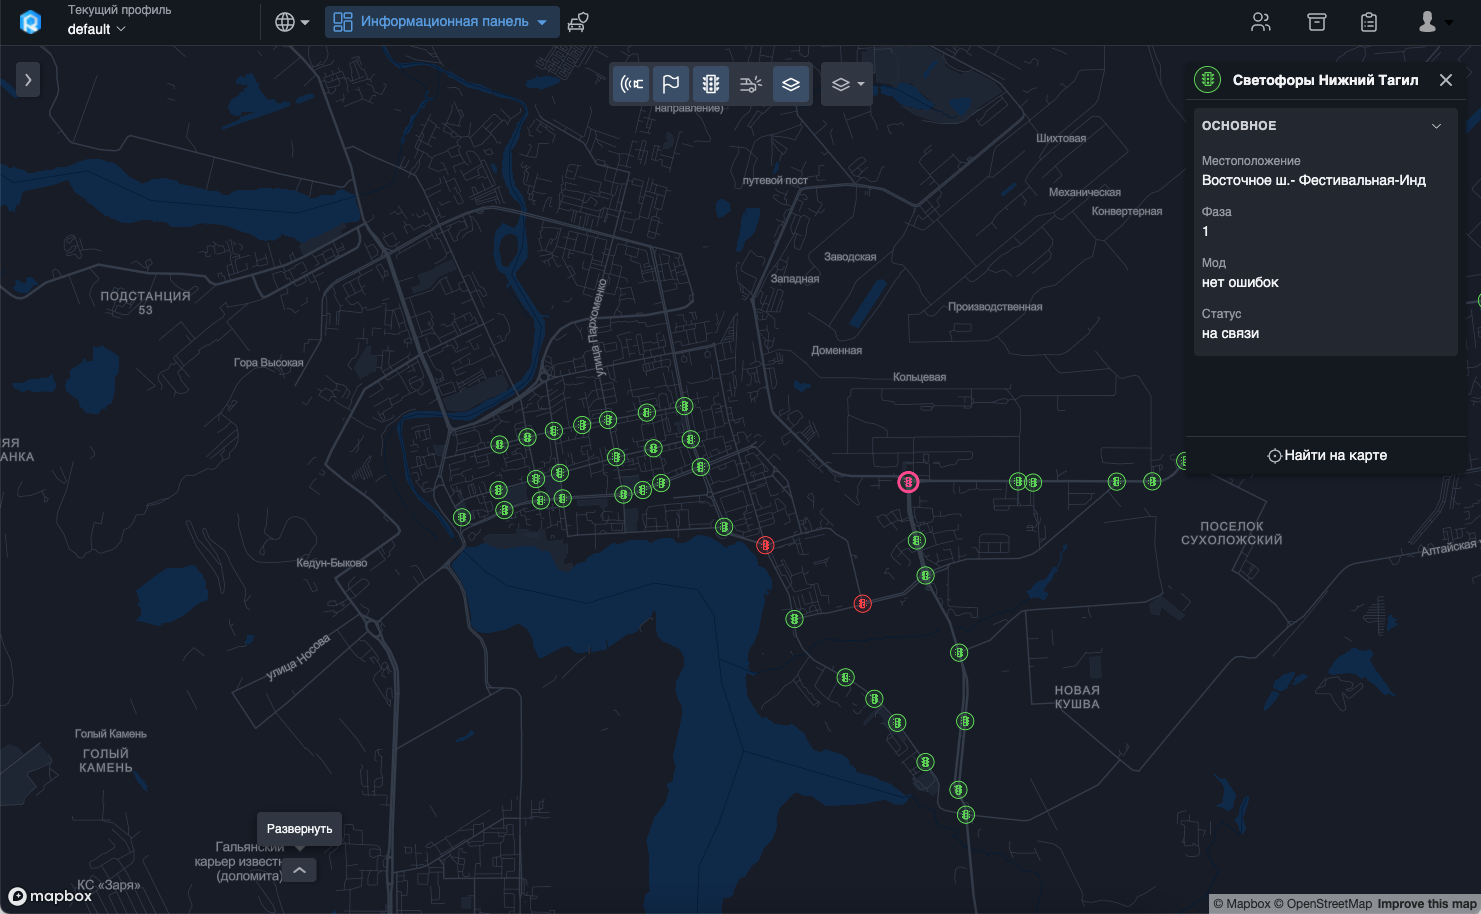 Текущий профиль
default
Информационная панель
направление)
Светофоры Нижний Тагил
ОСНОВНОЕ
Местоположение
Восточное ш.- Фестивальная-Инд
Фаза
1
Мод
нет ошибок
Статус
на связи
Найти на карте
Шихтовая
путевой пост
Механическая
Конвертерная
Заводская
Западная
ПОДСТАНЦИЯ
53
улица Пархоменко
Производственная
Доменная
Гора Высокая
Кольцевая
ЯЯ
АНКА
ПОСЕЛОК
СУХОЛОЖСКИЙ
Алтайская
Кедун-Быково
улица Носова
НОВАЯ
КУШВА
Голый Камень
ГОЛЫЙ
КАМЕНЬ
Развернуть
Гальянский
карьер известн
(доломита)
КС «Заря»
mapbox
© Mapbox © OpenStreetMap Improve this map